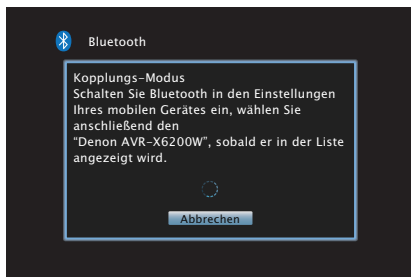 Bluetooth
Kopplungs-Modus
Schalten Sie Bluetooth in den Einstellungen
Ihres mobilen Gerätes ein, wählen Sie
anschließend den
“Denon AVR-X6200W”, sobald er in der Liste
angezeigt wird.
Abbrechen